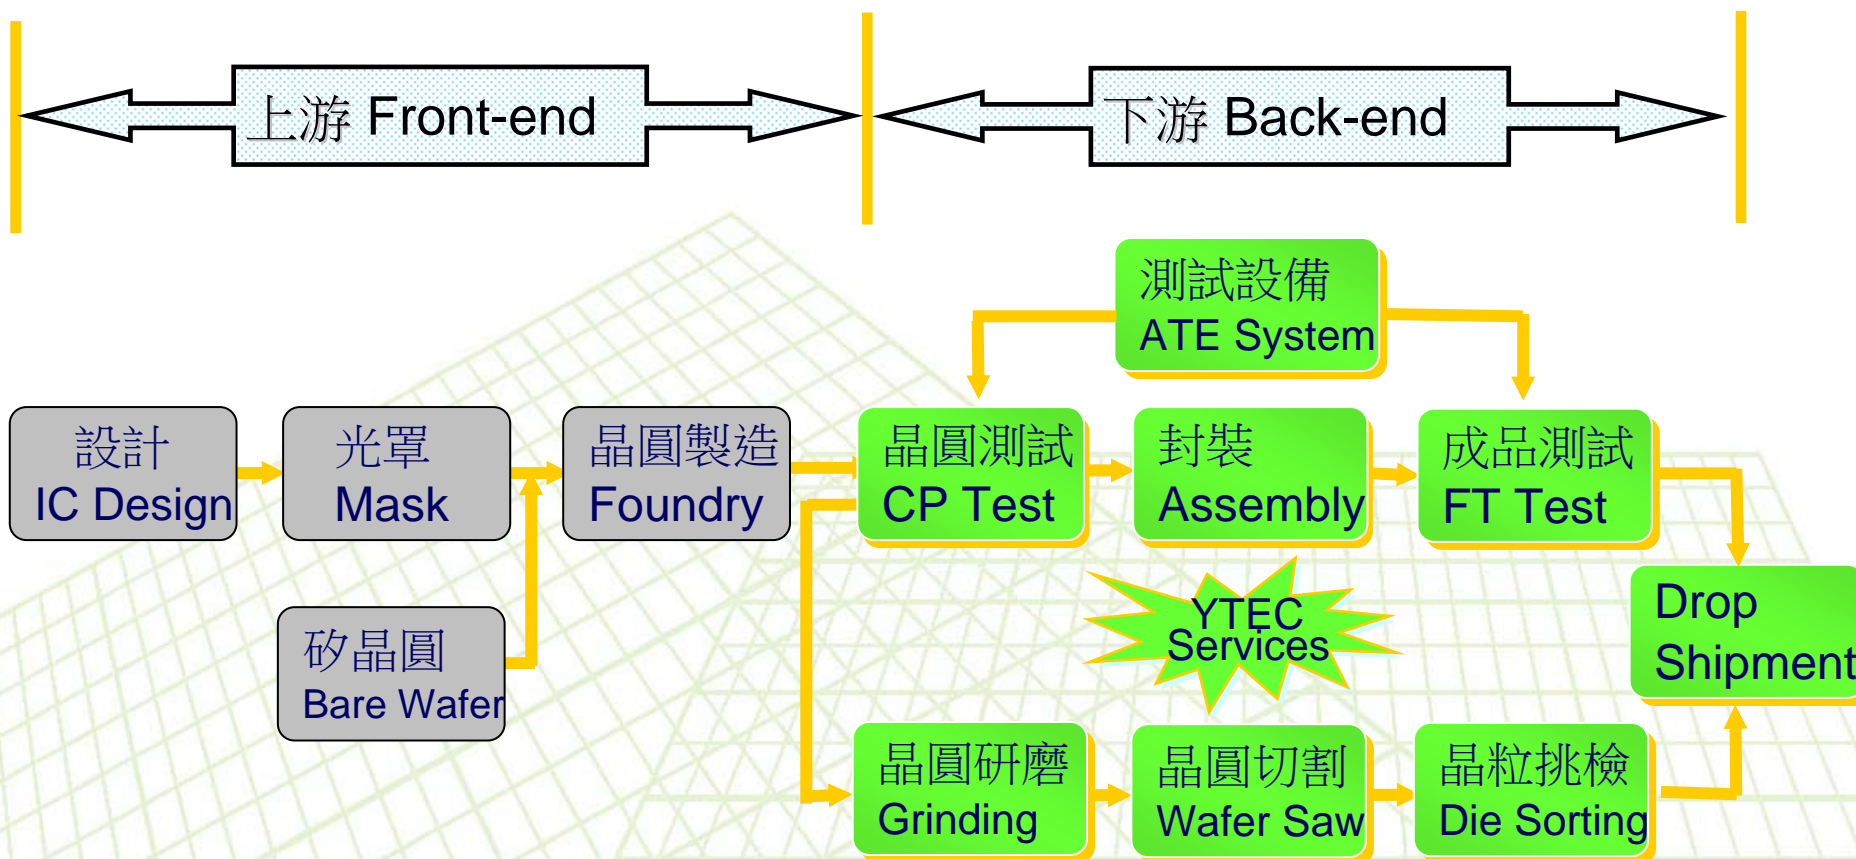 上游 Front-end
下游 Back-end
測試設備
ATE System
設計
IC Design
光罩
Mask
晶圓製造
Foundry
晶圓測試
CP Test
封裝
Assembly
成品測試
FT Test
矽晶圓
Bare Wafer
YTEC
Services
Drop
Shipment
晶圓研磨
Grinding
晶圓切割
Wafer Saw
晶粒挑檢
Die Sorting